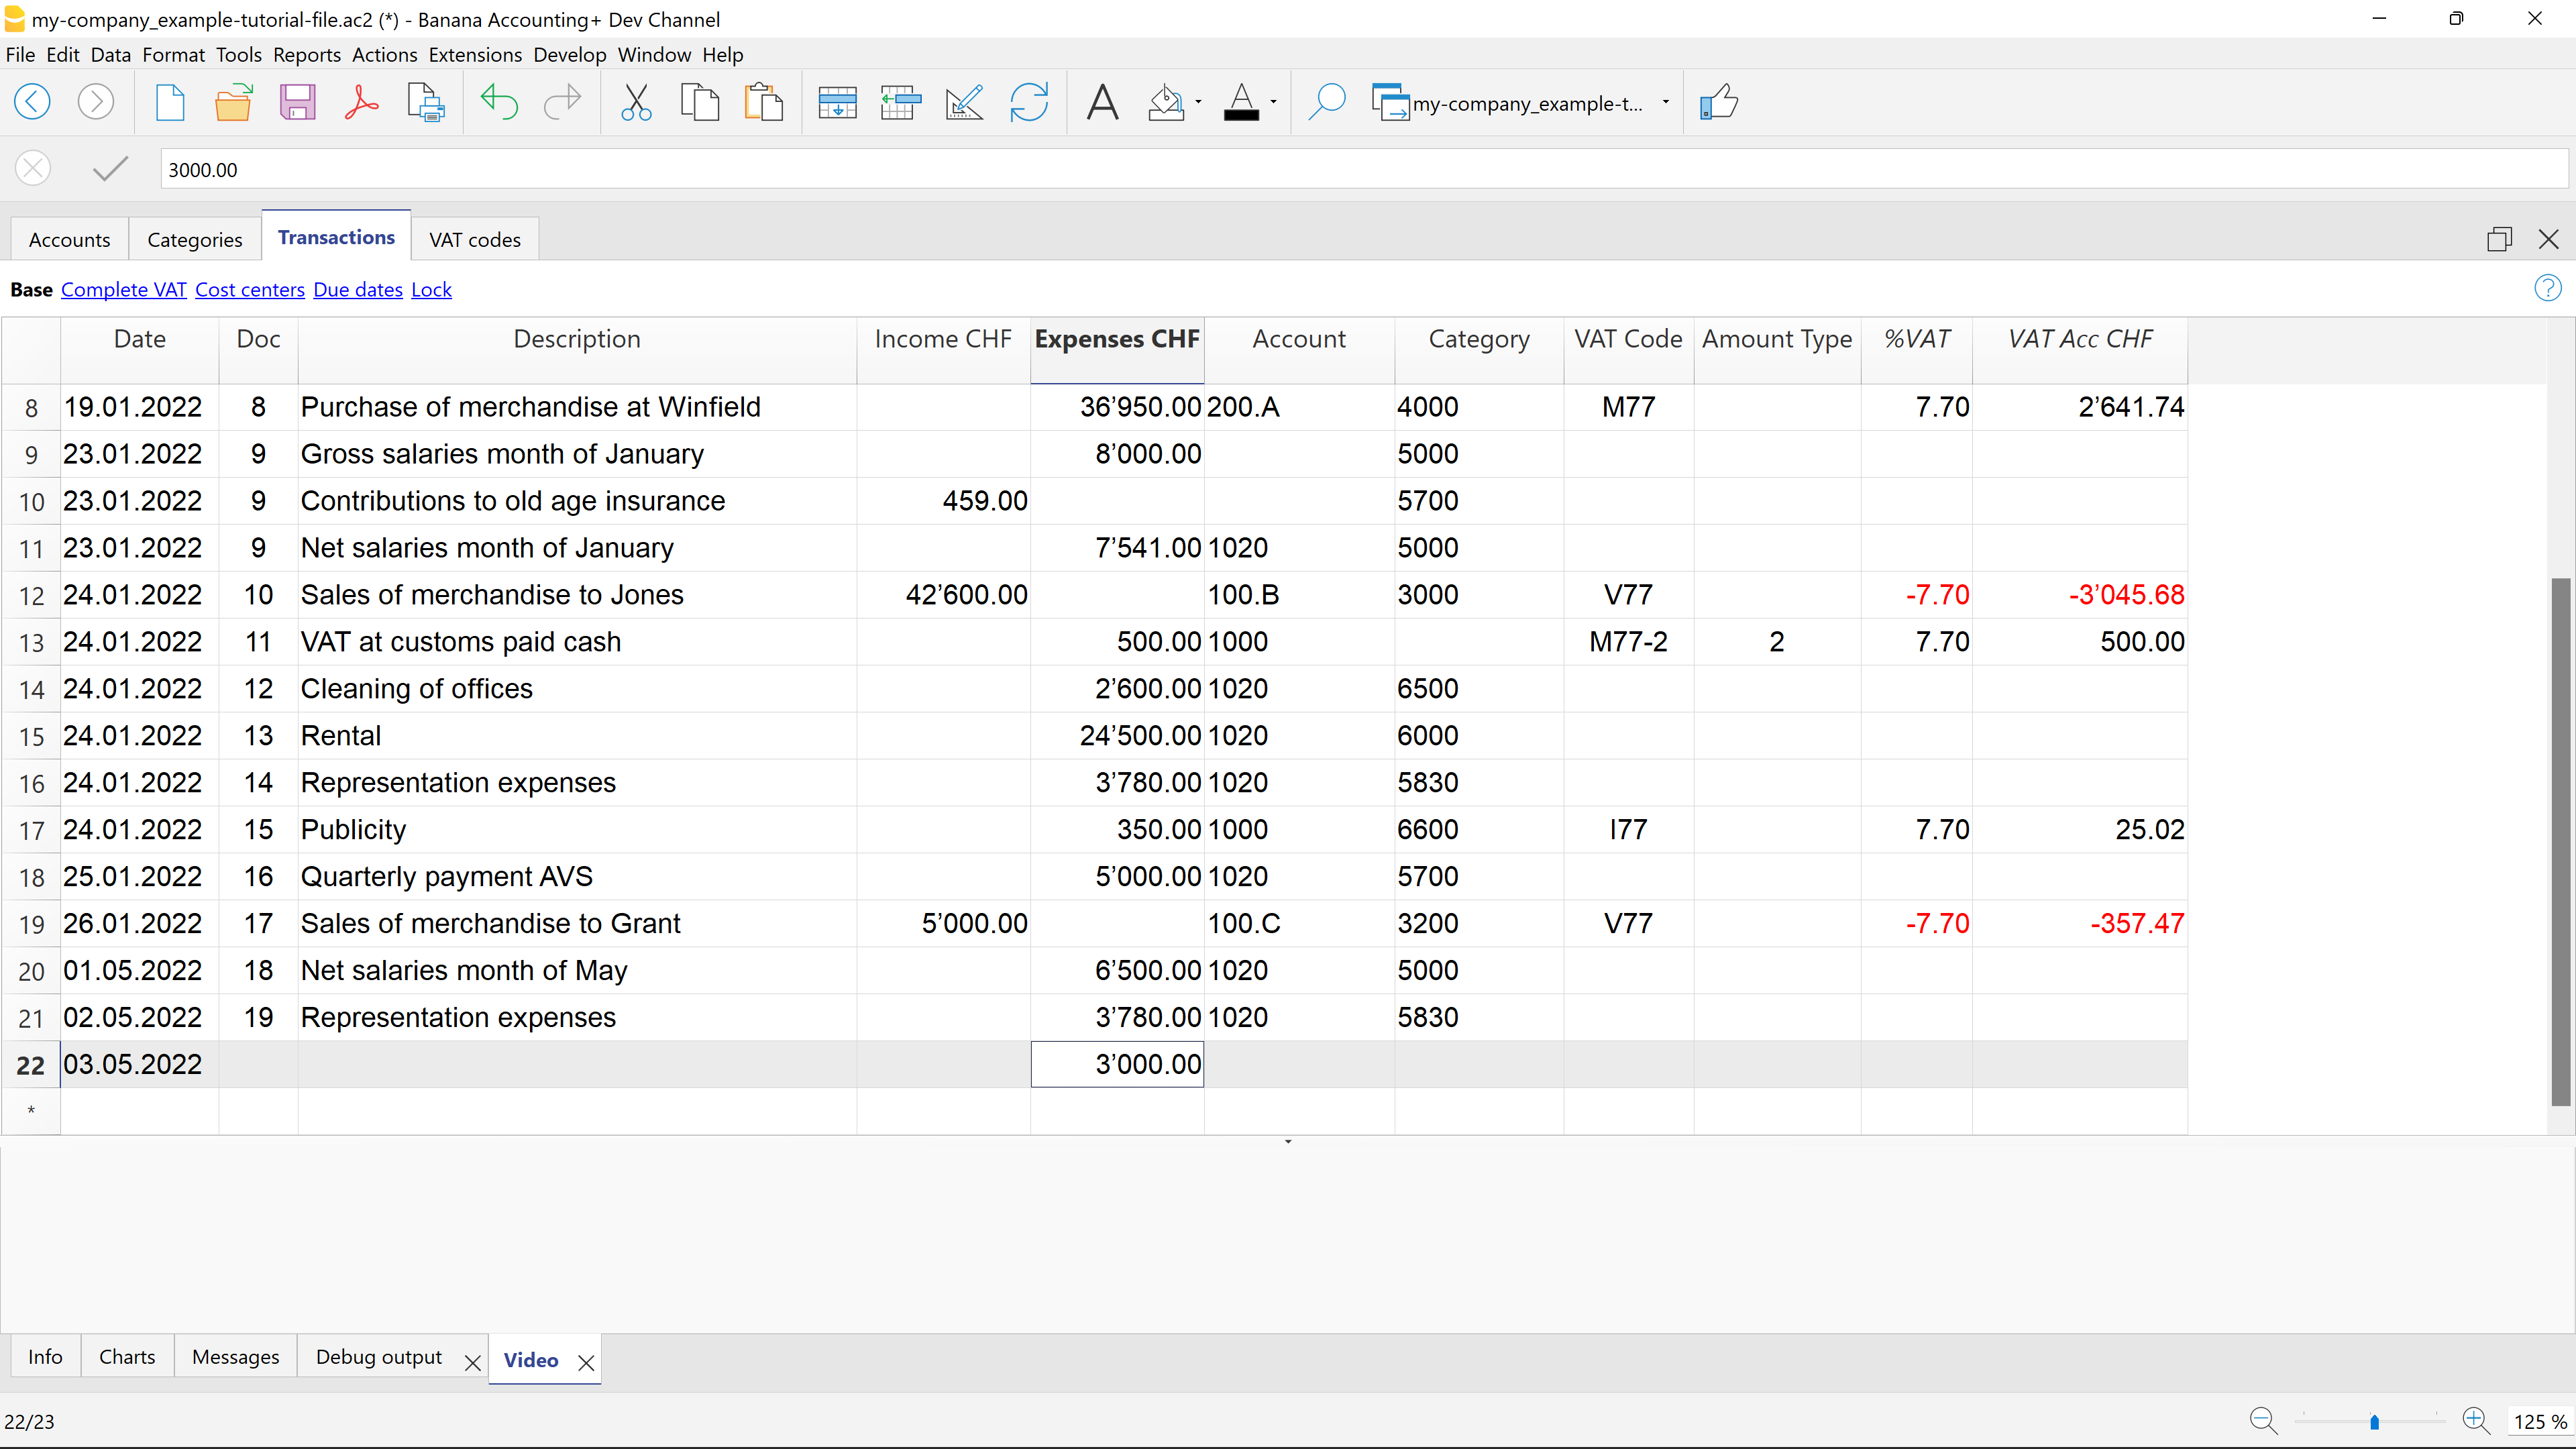 my-company_example-tutorial-file.ac2 (*) - Banana Accounting+ Dev Channel
File Edit Data Format Tools Reports Actions Extensions Develop Window Help
my-company_example-t...
3000.00
Accounts Categories Transactions VAT codes
Base Complete VAT Cost centers Due dates Lock
Date Doc Description Income CHF Expenses CHF Account Category VAT Code Amount Type %VAT VAT Acc CHF
8 19.01.2022 8 Purchase of merchandise at Winfield 36’950.00 200.A 4000 M77 7.70 2’641.74
9 23.01.2022 9 Gross salaries month of January 8’000.00 5000
10 23.01.2022 9 Contributions to old age insurance 459.00 5700
11 23.01.2022 9 Net salaries month of January 7’541.00 1020 5000
12 24.01.2022 10 Sales of merchandise to Jones 42’600.00 100.B 3000 V77 -7.70 -3’045.68
13 24.01.2022 11 VAT at customs paid cash 500.00 1000 M77-2 2 7.70 500.00
14 24.01.2022 12 Cleaning of offices 2’600.00 1020 6500
15 24.01.2022 13 Rental 24’500.00 1020 6000
16 24.01.2022 14 Representation expenses 3’780.00 1020 5830
17 24.01.2022 15 Publicity 350.00 1000 6600 I77 7.70 25.02
18 25.01.2022 16 Quarterly payment AVS 5’000.00 1020 5700
19 26.01.2022 17 Sales of merchandise to Grant 5’000.00 100.C 3200 V77 -7.70 -357.47
20 01.05.2022 18 Net salaries month of May 6’500.00 1020 5000
21 02.05.2022 19 Representation expenses 3’780.00 1020 5830
22 03.05.2022 3’000.00
*
Info Charts Messages Debug output Video
22/23 125 %